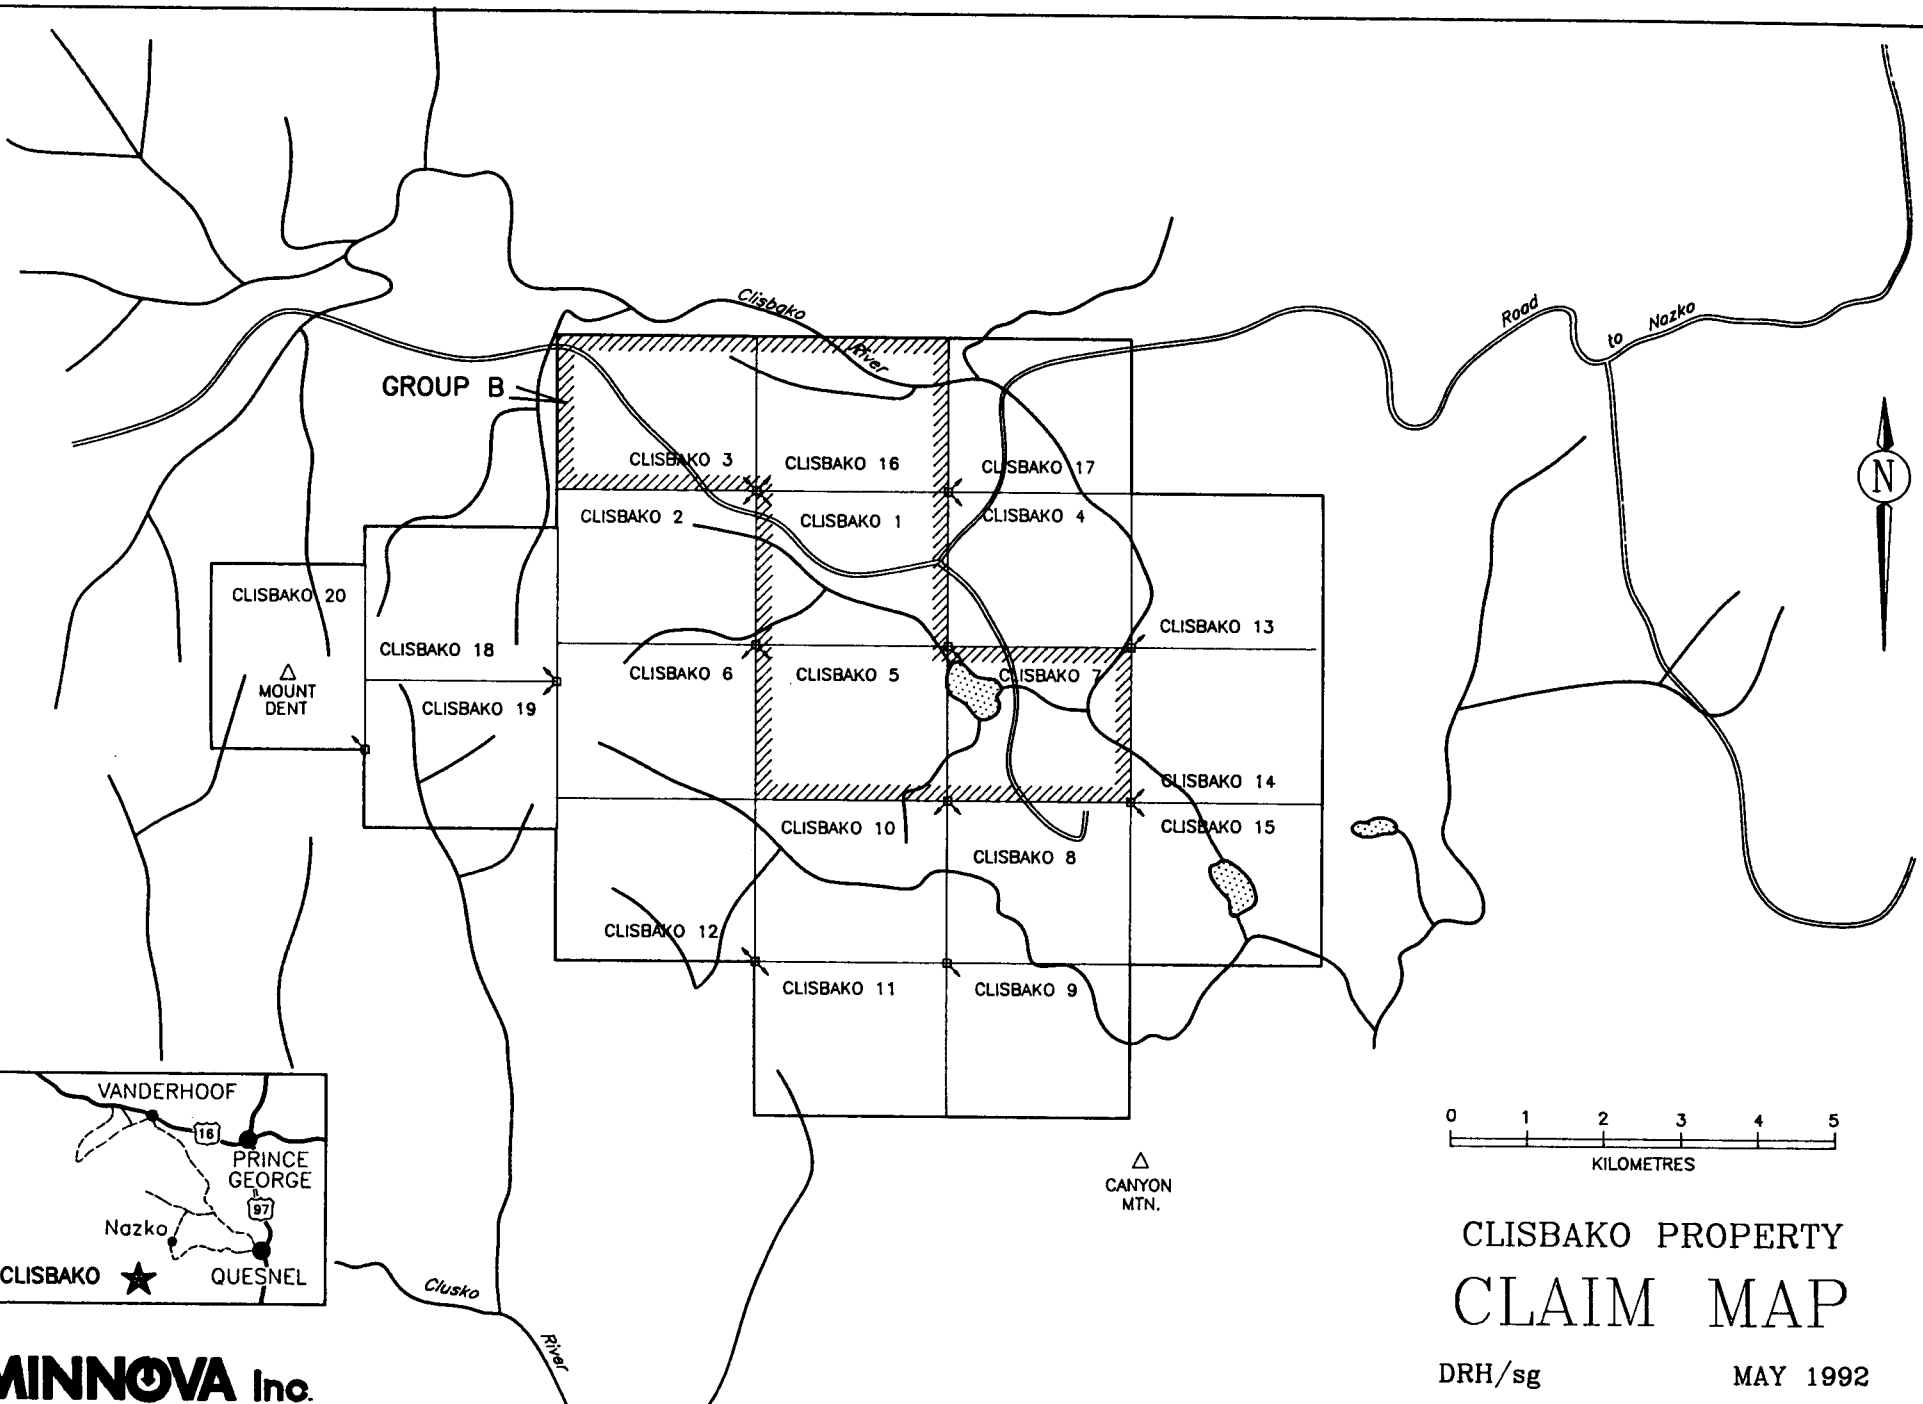 Clisbako
River
Road
to
Nazko
GROUP B
N
CLISBAKO 3
CLISBAKO 16
CLISBAKO 17
CLISBAKO 2
CLISBAKO 1
CLISBAKO 4
CLISBAKO 20
CLISBAKO 18
CLISBAKO 13
CLISBAKO 6
CLISBAKO 5
CLISBAKO 7
MOUNT
DENT
CLISBAKO 19
CLISBAKO 14
CLISBAKO 10
CLISBAKO 15
CLISBAKO 8
CLISBAKO 12
CLISBAKO 11
CLISBAKO 9
VANDERHOOF
16
PRINCE
GEORGE
97
Nazko
CLISBAKO
QUESNEL
Clusko
River
CANYON
MTN.
0 1 2 3 4 5
KILOMETRES
CLISBAKO PROPERTY
CLAIM MAP
DRH/sg MAY 1992
MINNOVA Inc.